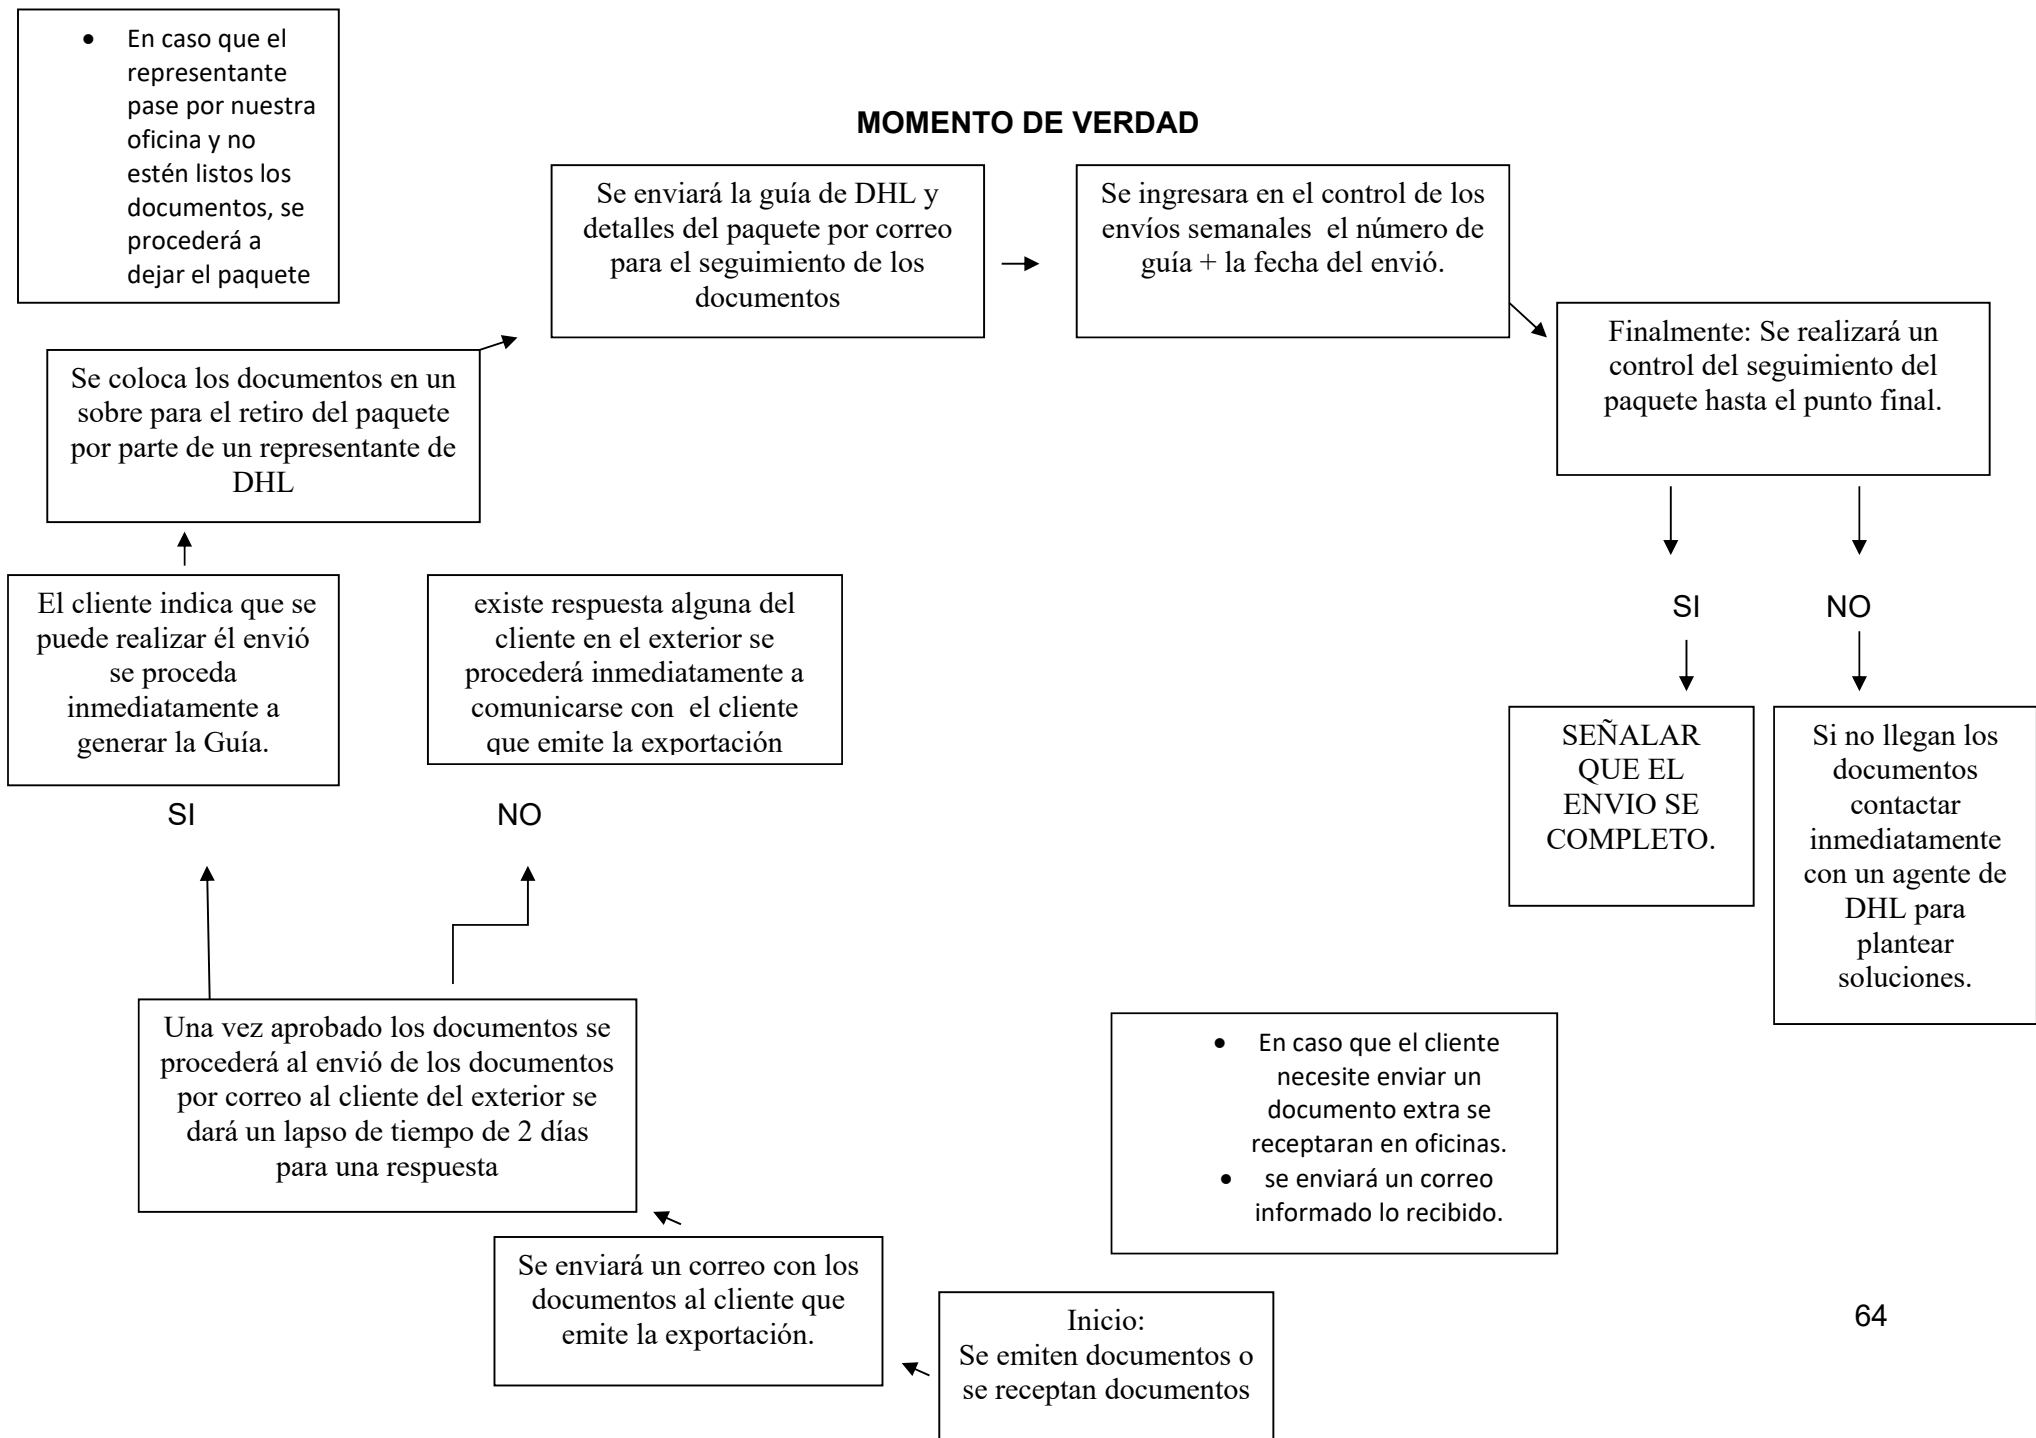 • En caso que el
representante
pase por nuestra
oficina y no
estén listos los
documentos, se
procederá a
dejar el paquete
MOMENTO DE VERDAD
Se enviará la guía de DHL y
detalles del paquete por correo
para el seguimiento de los
documentos
Se ingresara en el control de los
envíos semanales el número de
guía + la fecha del envió.
Finalmente: Se realizará un
control del seguimiento del
paquete hasta el punto final.
Se coloca los documentos en un
sobre para el retiro del paquete
por parte de un representante de
DHL
El cliente indica que se
puede realizar él envió
se proceda
inmediatamente a
generar la Guía.
existe respuesta alguna del
cliente en el exterior se
procederá inmediatamente a
comunicarse con el cliente
que emite la exportación
SI
NO
SI
NO
SEÑALAR
QUE EL
ENVIO SE
COMPLETO.
Si no llegan los
documentos
contactar
inmediatamente
con un agente de
DHL para
plantear
soluciones.
Una vez aprobado los documentos se
procederá al envió de los documentos
por correo al cliente del exterior se
dará un lapso de tiempo de 2 días
para una respuesta
• En caso que el cliente
necesite enviar un
documento extra se
receptaran en oficinas.
• se enviará un correo
informado lo recibido.
Se enviará un correo con los
documentos al cliente que
emite la exportación.
Inicio:
Se emiten documentos o
se receptan documentos
64